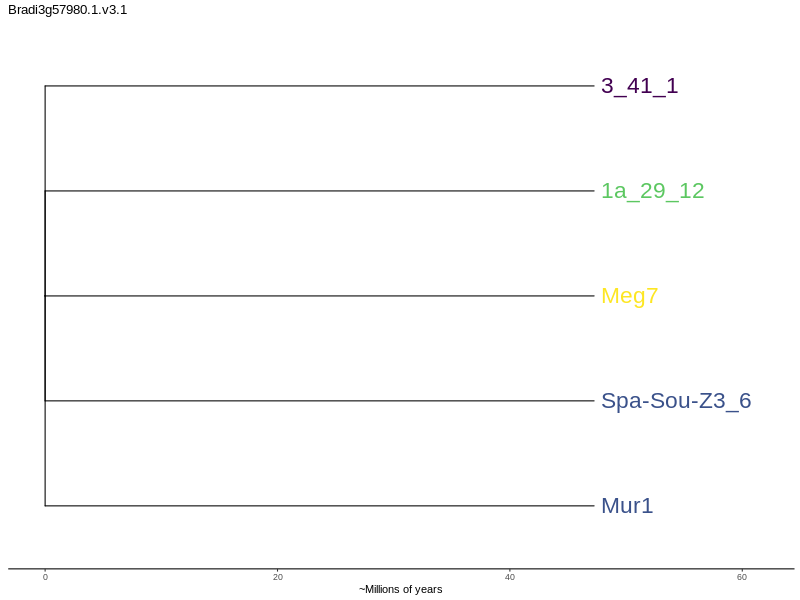 Bradi3g57980.1.v3.1
3_41_1
1a_29_12
Meg7
Spa-Sou-Z3_6
Mur1
0 20 40 60
~Millions of years